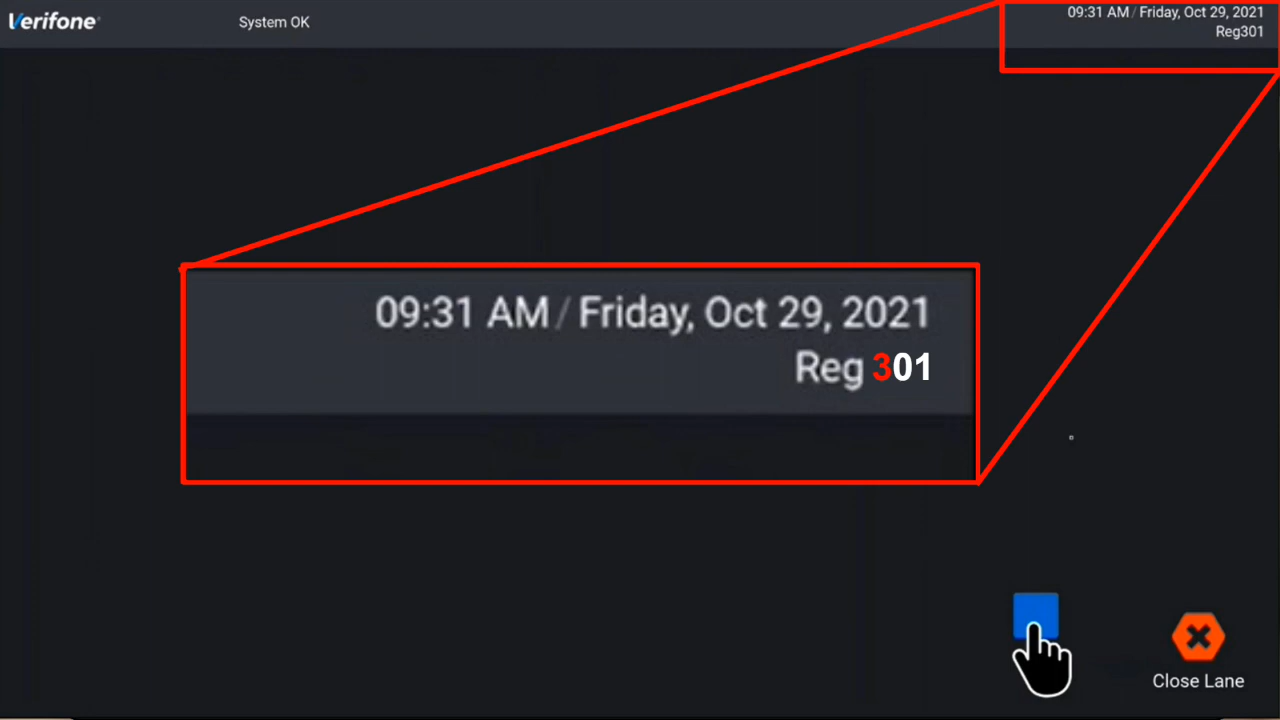 Verifone
System OK
09:31 AM / Friday, Oct 29, 2021
Reg301
09:31 AM / Friday, Oct 29, 2021
Reg 301
Close Lane